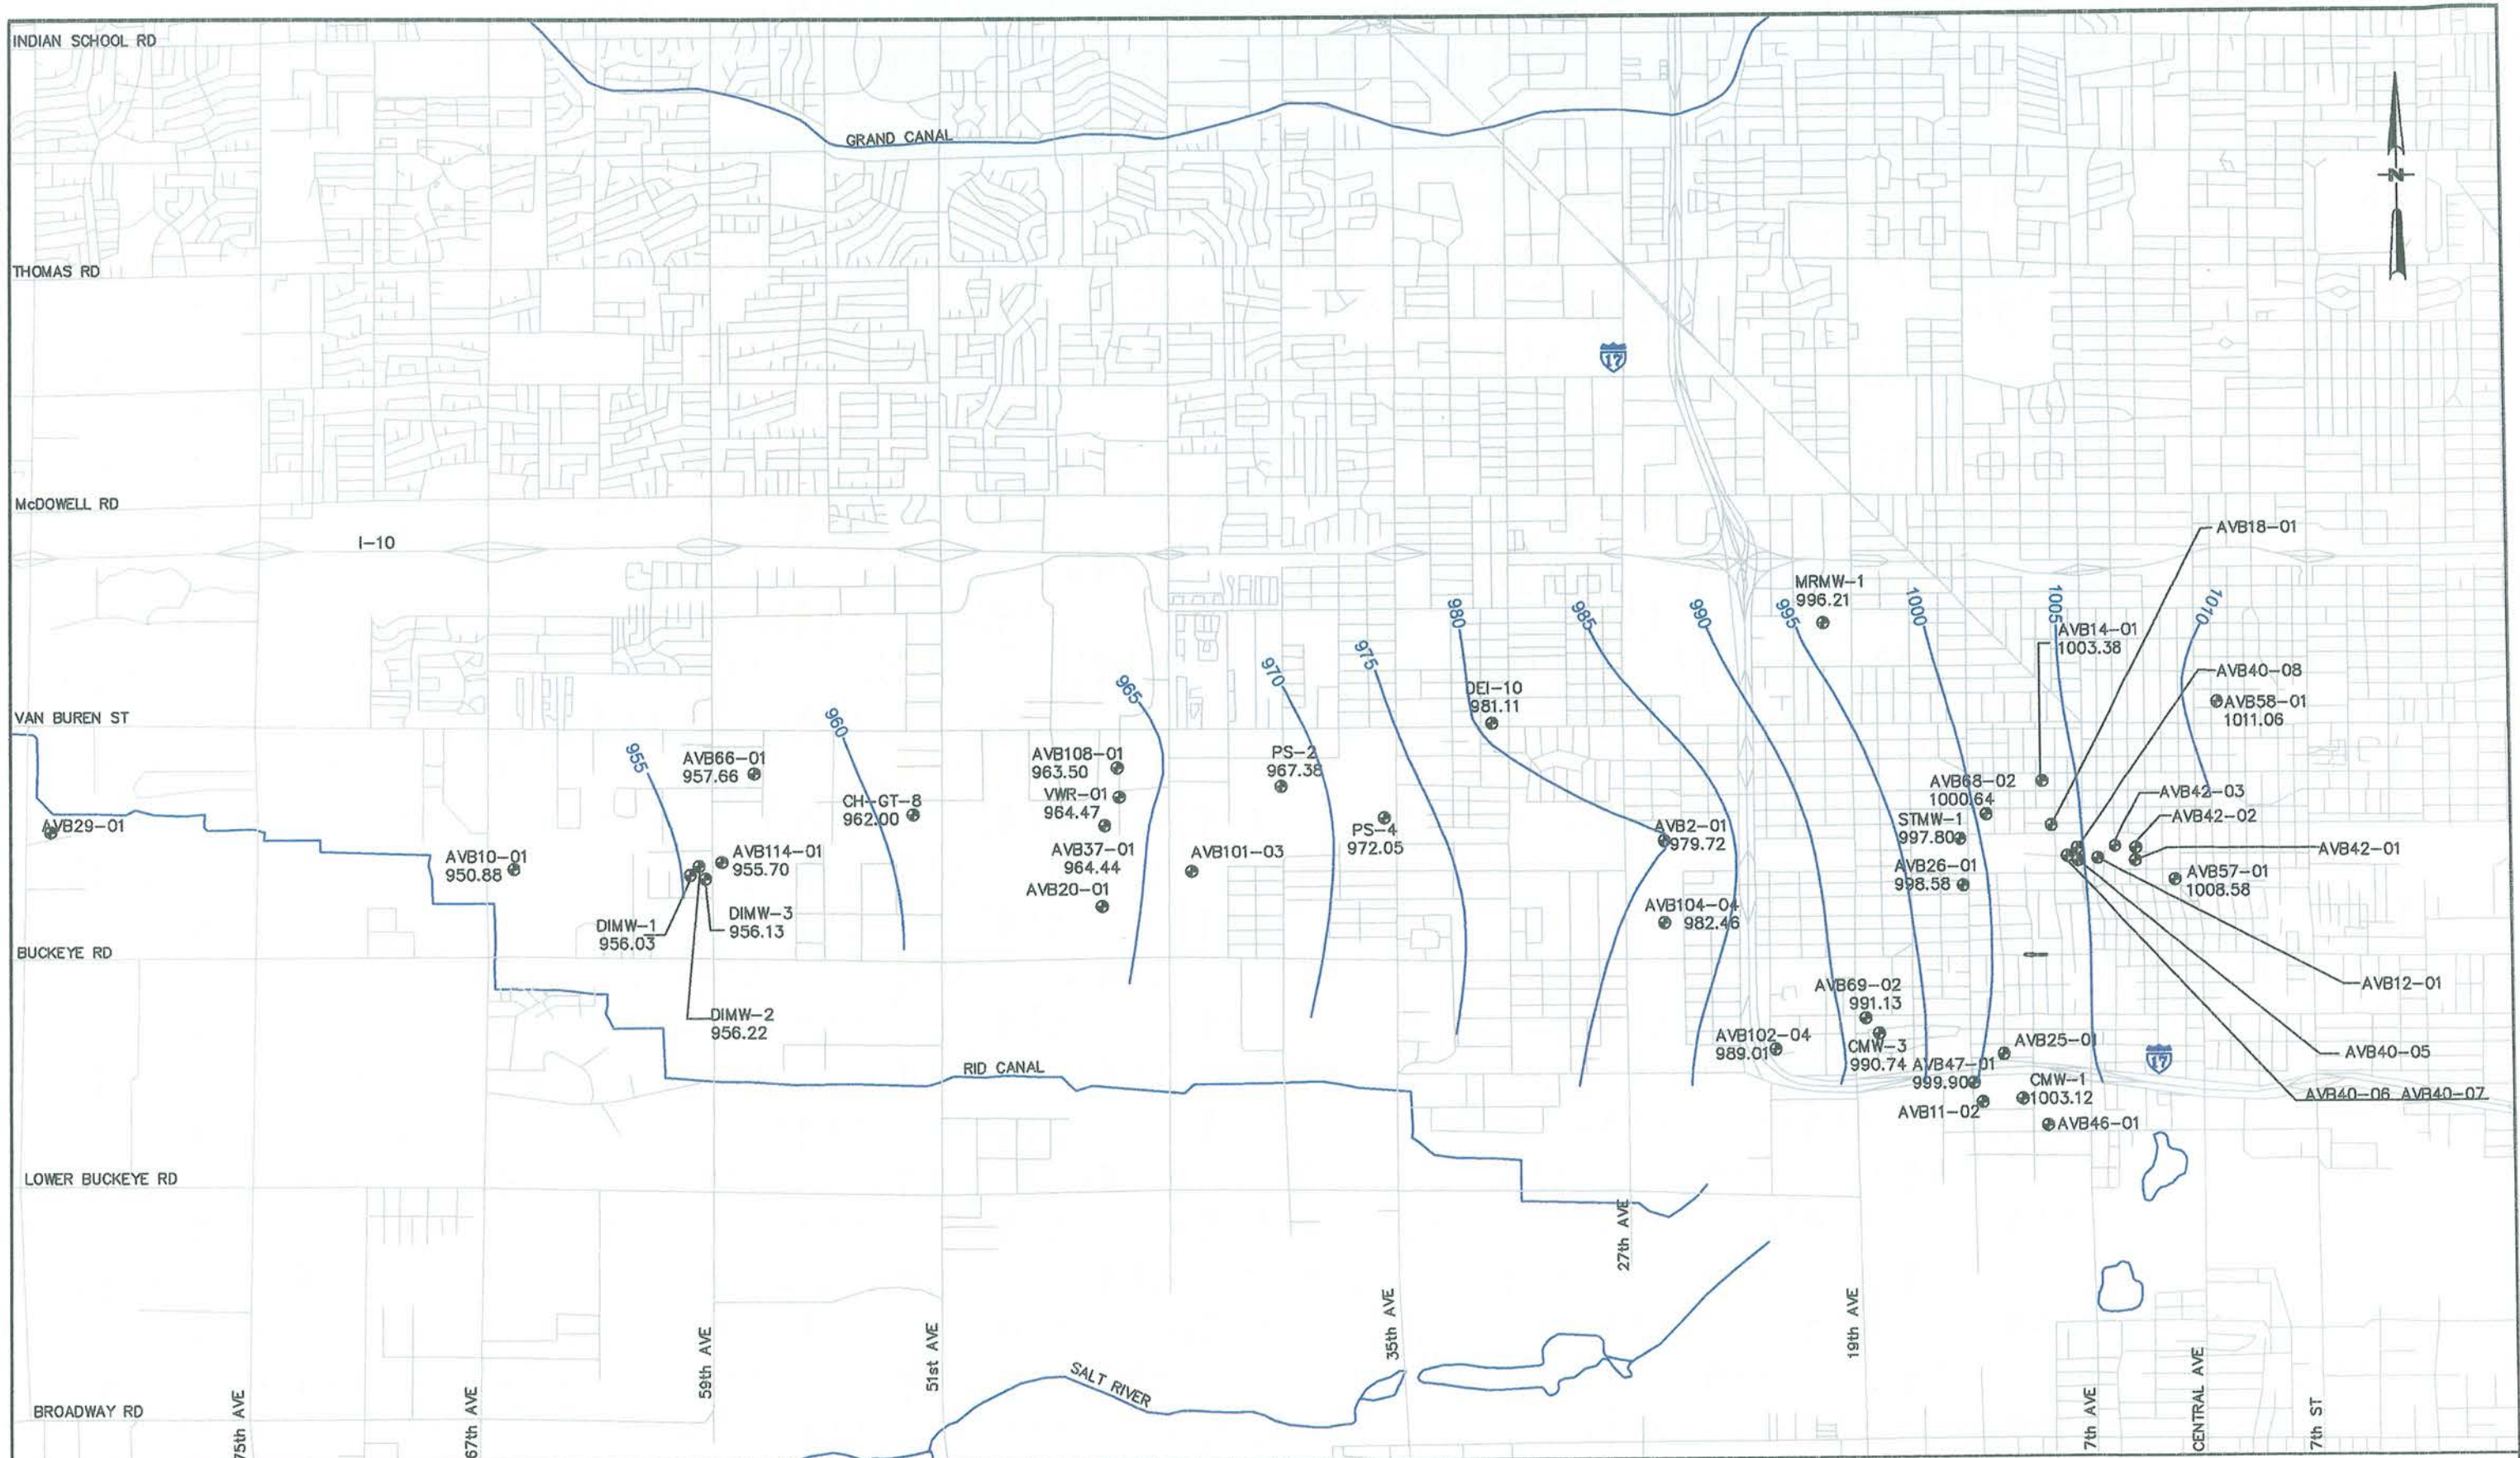 INDIAN SCHOOL RD
GRAND CANAL
N
THOMAS RD
17
McDOWELL RD
I-10
AVB18-01
MRMW-1
996.21
980
985
990
995
1000
1005
1010
AVB14-01
1003.38
975
970
965
AVB40-08
DEI-10
981.11
AVB58-01
1011.06
VAN BUREN ST
960
955
AVB66-01
957.66
AVB108-01
963.50
PS-2
967.38
AVB68-02
1000.64
AVB42-03
VWR-01
964.47
CH-GT-8
962.00
AVB42-02
STMW-1
997.80
AVB29-01
PS-4
972.05
AVB2-01
979.72
AVB42-01
AVB10-01
950.88
AVB114-01
955.70
AVB37-01
964.44
AVB101-03
AVB26-01
998.58
AVB57-01
1008.58
AVB20-01
AVB104-04
982.46
DIMW-3
956.13
DIMW-1
956.03
BUCKEYE RD
AVB12-01
AVB69-02
991.13
DIMW-2
956.22
AVB102-04
989.01
CMW-3
990.74
AVB25-01
AVB40-05
17
RID CANAL
AVB47-01
999.90
CMW-1
1003.12
AVB40-06 AVB40-07
AVB11-02
AVB46-01
LOWER BUCKEYE RD
27th AVE
35th AVE
19th AVE
59th AVE
51st AVE
SALT RIVER
CENTRAL AVE
BROADWAY RD
75th AVE
67th AVE
7th AVE
7th ST